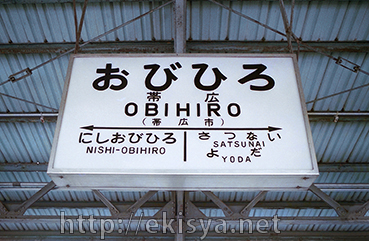 おびひろ
帯広
OBIHIRO
(帯広市)
にしおびひろ
NISHI-OBIHIRO
さつない
SATSUNAI
よだ
YODA
http://ekisya.net